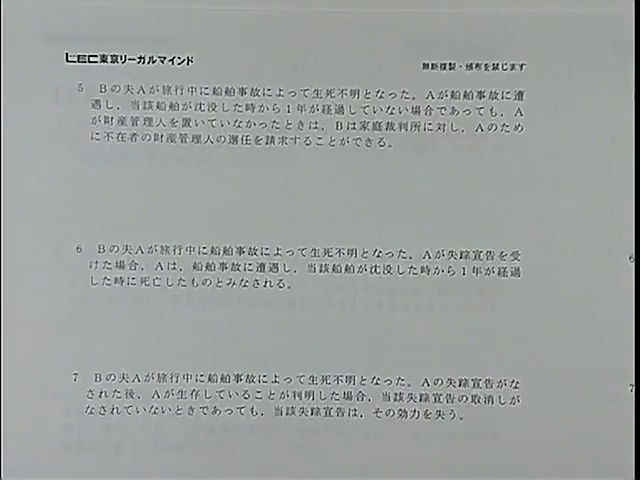 LEC東京リーガルマインド
無断複製・頒布を禁じます
5 Bの夫Aが旅行中に船舶事故によって生死不明となった。Aが船舶事故に遭
遇し，当該船舶が沈没した時から1年が経過していない場合であっても，A
が財産管理人を置いていなかったときは，Bは家庭裁判所に対し，Aのため
に不在者の財産管理人の選任を請求することができる。
6 Bの夫Aが旅行中に船舶事故によって生死不明となった。Aが失踪宣告を受
けた場合，Aは，船舶事故に遭遇し，当該船舶が沈没した時から1年が経過
した時に死亡したものとみなされる。
7 Bの夫Aが旅行中に船舶事故によって生死不明となった。Aの失踪宣告がな
された後，Aが生存していることが判明した場合，当該失踪宣告の取消しが
なされていないときであっても，当該失踪宣告は，その効力を失う。
6
7